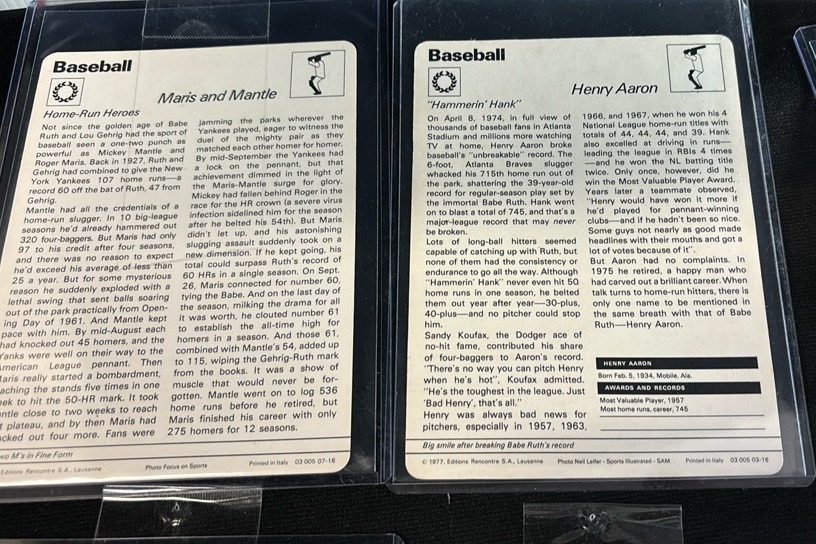 Baseball
Maris and Mantle
Home-Run Heroes
Not since the golden age of Babe
Ruth and Lou Gehrig had the sport of
baseball seen a one-two punch as
powerful as Mickey Mantle and
Roger Maris. Back in 1927, Ruth and
Gehrig had combined to give the New
York Yankees 107 home runs—a
record 60 off the bat of Ruth, 47 from
Gehrig.
Mantle had all the credentials of a
home-run slugger. In 10 big-league
seasons he'd already hammered out
320 four-baggers. But Maris had only
97 to his credit after four seasons,
and there was no reason to expect
he'd exceed his average of less than
25 a year. But for some mysterious
reason he suddenly exploded with a
lethal swing that sent balls soaring
out of the park practically from Open-
ing Day of 1961. And Mantle kept
pace with him. By mid-August each
had knocked out 45 homers, and the
Yanks were well on their way to the
American League pennant. Then
Maris really started a bombardment,
aching the stands five times in one
eek to hit the 50-HR mark. It took
ntle close to two weeks to reach
t plateau, and by then Maris had
cked out four more. Fans were
jamming the parks wherever the
Yankees played, eager to witness the
duel of the mighty pair as they
matched each other homer for homer.
By mid-September the Yankees had
a lock on the pennant, but that
achievement dimmed in the light of
the Maris-Mantle surge for glory.
Mickey had fallen behind Roger in the
race for the HR crown (a severe virus
infection sidelined him for the season
after he belted his 54th). But Maris
didn't let up, and his astonishing
slugging assault suddenly took on a
new dimension. If he kept going, his
total could surpass Ruth's record of
60 HRs in a single season. On Sept.
26, Maris connected for number 60,
tying the Babe. And on the last day of
the season, milking the drama for all
it was worth, he clouted number 61
to establish the all-time high for
homers in a season. And those 61,
combined with Mantle's 54, added up
to 115, wiping the Gehrig-Ruth mark
from the books. It was a show of
muscle that would never be for-
gotten. Mantle went on to log 536
home runs before he retired, but
Maris finished his career with only
275 homers for 12 seasons.
wo M's in Fine Form
Editions Rencontre S.A., Lausanne
Photo Focus on Sports
Printed in Italy 03 005 07-16
Baseball
Henry Aaron
"Hammerin' Hank"
On April 8, 1974, in full view of
thousands of baseball fans in Atlanta
Stadium and millions more watching
TV at home, Henry Aaron broke
baseball's "unbreakable" record. The
6-foot, Atlanta Braves slugger
whacked his 715th home run out of
the park, shattering the 39-year-old
record for regular-season play set by
the immortal Babe Ruth. Hank went
on to blast a total of 745, and that's a
major-league record that may never
be broken.
Lots of long-ball hitters seemed
capable of catching up with Ruth, but
none of them had the consistency or
endurance to go all the way. Although
"Hammerin' Hank" never even hit 50
home runs in one season, he belted
them out year after year—30-plus,
40-plus—and no pitcher could stop
him.
Sandy Koufax, the Dodger ace of
no-hit fame, contributed his share
of four-baggers to Aaron's record.
"There's no way you can pitch Henry
when he's hot", Koufax admitted.
"He's the toughest in the league. Just
'Bad Henry', that's all."
Henry was always bad news for
pitchers, especially in 1957, 1963,
1966, and 1967, when he won his 4
National League home-run titles with
totals of 44, 44, 44, and 39. Hank
also excelled at driving in runs—
leading the league in RBIs 4 times
—and he won the NL batting title
twice. Only once, however, did he
win the Most Valuable Player Award.
Years later a teammate observed,
"Henry would have won it more if
he'd played for pennant-winning
clubs—and if he hadn't been so nice.
Some guys not nearly as good made
headlines with their mouths and got a
lot of votes because of it".
But Aaron had no complaints. In
1975 he retired, a happy man who
had carved out a brilliant career. When
talk turns to home-run hitters, there is
only one name to be mentioned in
the same breath with that of Babe
Ruth—Henry Aaron.
HENRY AARON
Born Feb. 5, 1934, Mobile, Ala.
AWARDS AND RECORDS
Most Valuable Player, 1957
Most home runs, career, 745
Big smile after breaking Babe Ruth's record
© 1977, Editions Rencontre S.A., Lausanne
Photo Neil Leifer - Sports Illustrated - SAM
Printed in Italy 03 005 03-16